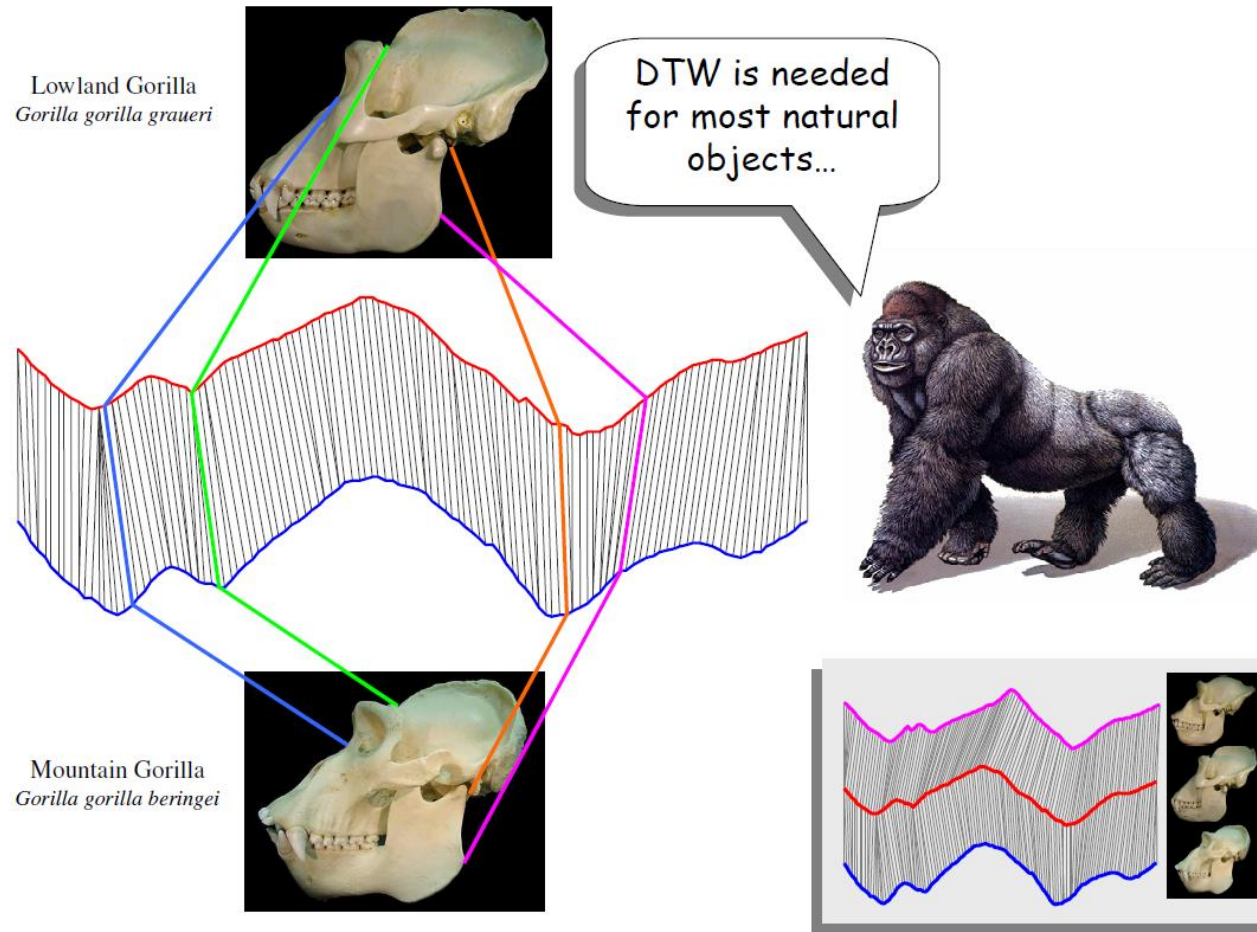 Lowland Gorilla
Gorilla gorilla graueri
DTW is needed
for most natural
objects…
Mountain Gorilla
Gorilla gorilla beringei